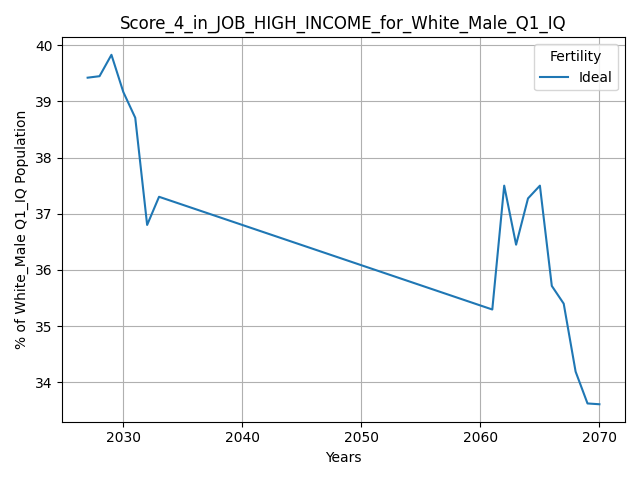 Score_4_in_JOB_HIGH_INCOME_for_White_Male_Q1_IQ
Fertility
Ideal
% of White_Male Q1_IQ Population
40
39
38
37
36
35
34
2030 2040 2050 2060 2070
Years